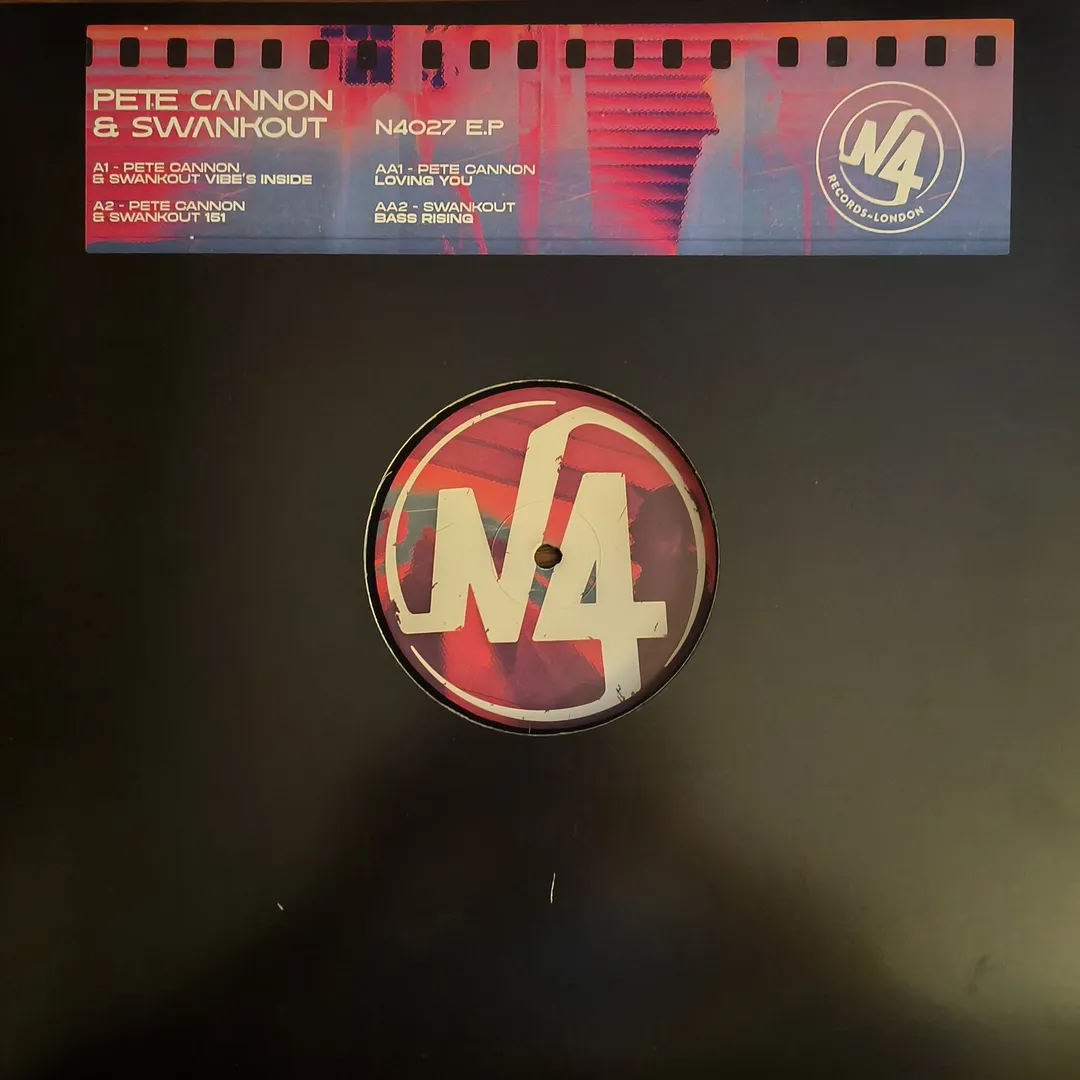 PETE CANNON
& SWANKOUT
N4027 E.P
A1 - PETE CANNON
& SWANKOUT VIBE'S INSIDE
A2 - PETE CANNON
& SWANKOUT 151
AA1 - PETE CANNON
LOVING YOU
AA2 - SWANKOUT
BASS RISING
N4
RECORDS-LONDON
N4